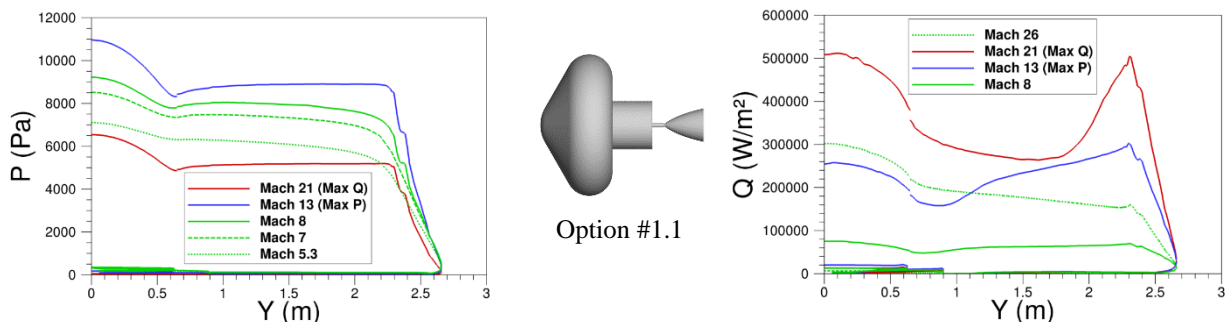 12000
10000
8000
6000
4000
2000
0
P (Pa)
Mach 21 (Max Q)
Mach 13 (Max P)
Mach 8
Mach 7
Mach 5.3
0 0.5 1 1.5 2 2.5 3
Y (m)
Option #1.1
600000
500000
400000
300000
200000
100000
0
Q (W/m²)
Mach 26
Mach 21 (Max Q)
Mach 13 (Max P)
Mach 8
0 0.5 1 1.5 2 2.5 3
Y (m)